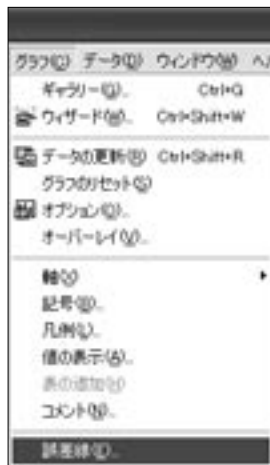 グラフ(G) データ(D) ウィンドウ(W) ヘ
ギャラリー(G)... Ctrl+G
ウィザード(W)... Ctrl+Shift+W
データの更新(R) Ctrl+Shift+R
グラフのリセット(S)
オプション(O)...
オーバーレイ(V)...
軸(X)
記号(B)...
凡例(L)...
値の表示(A)...
表の追加(H)
コメント(N)...
誤差線(E)...